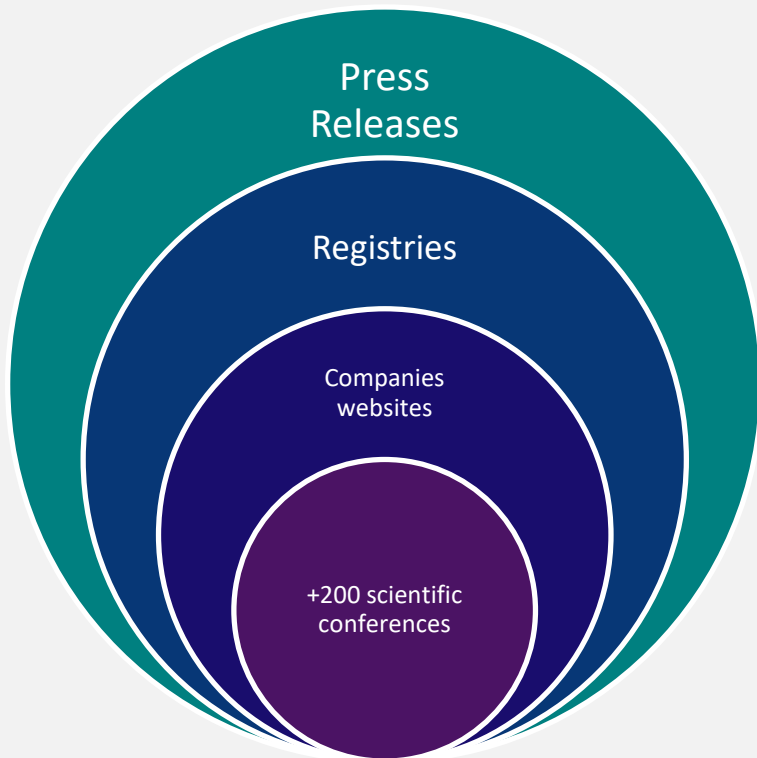 Press
Releases
Registries
Companies
websites
+200 scientific
conferences